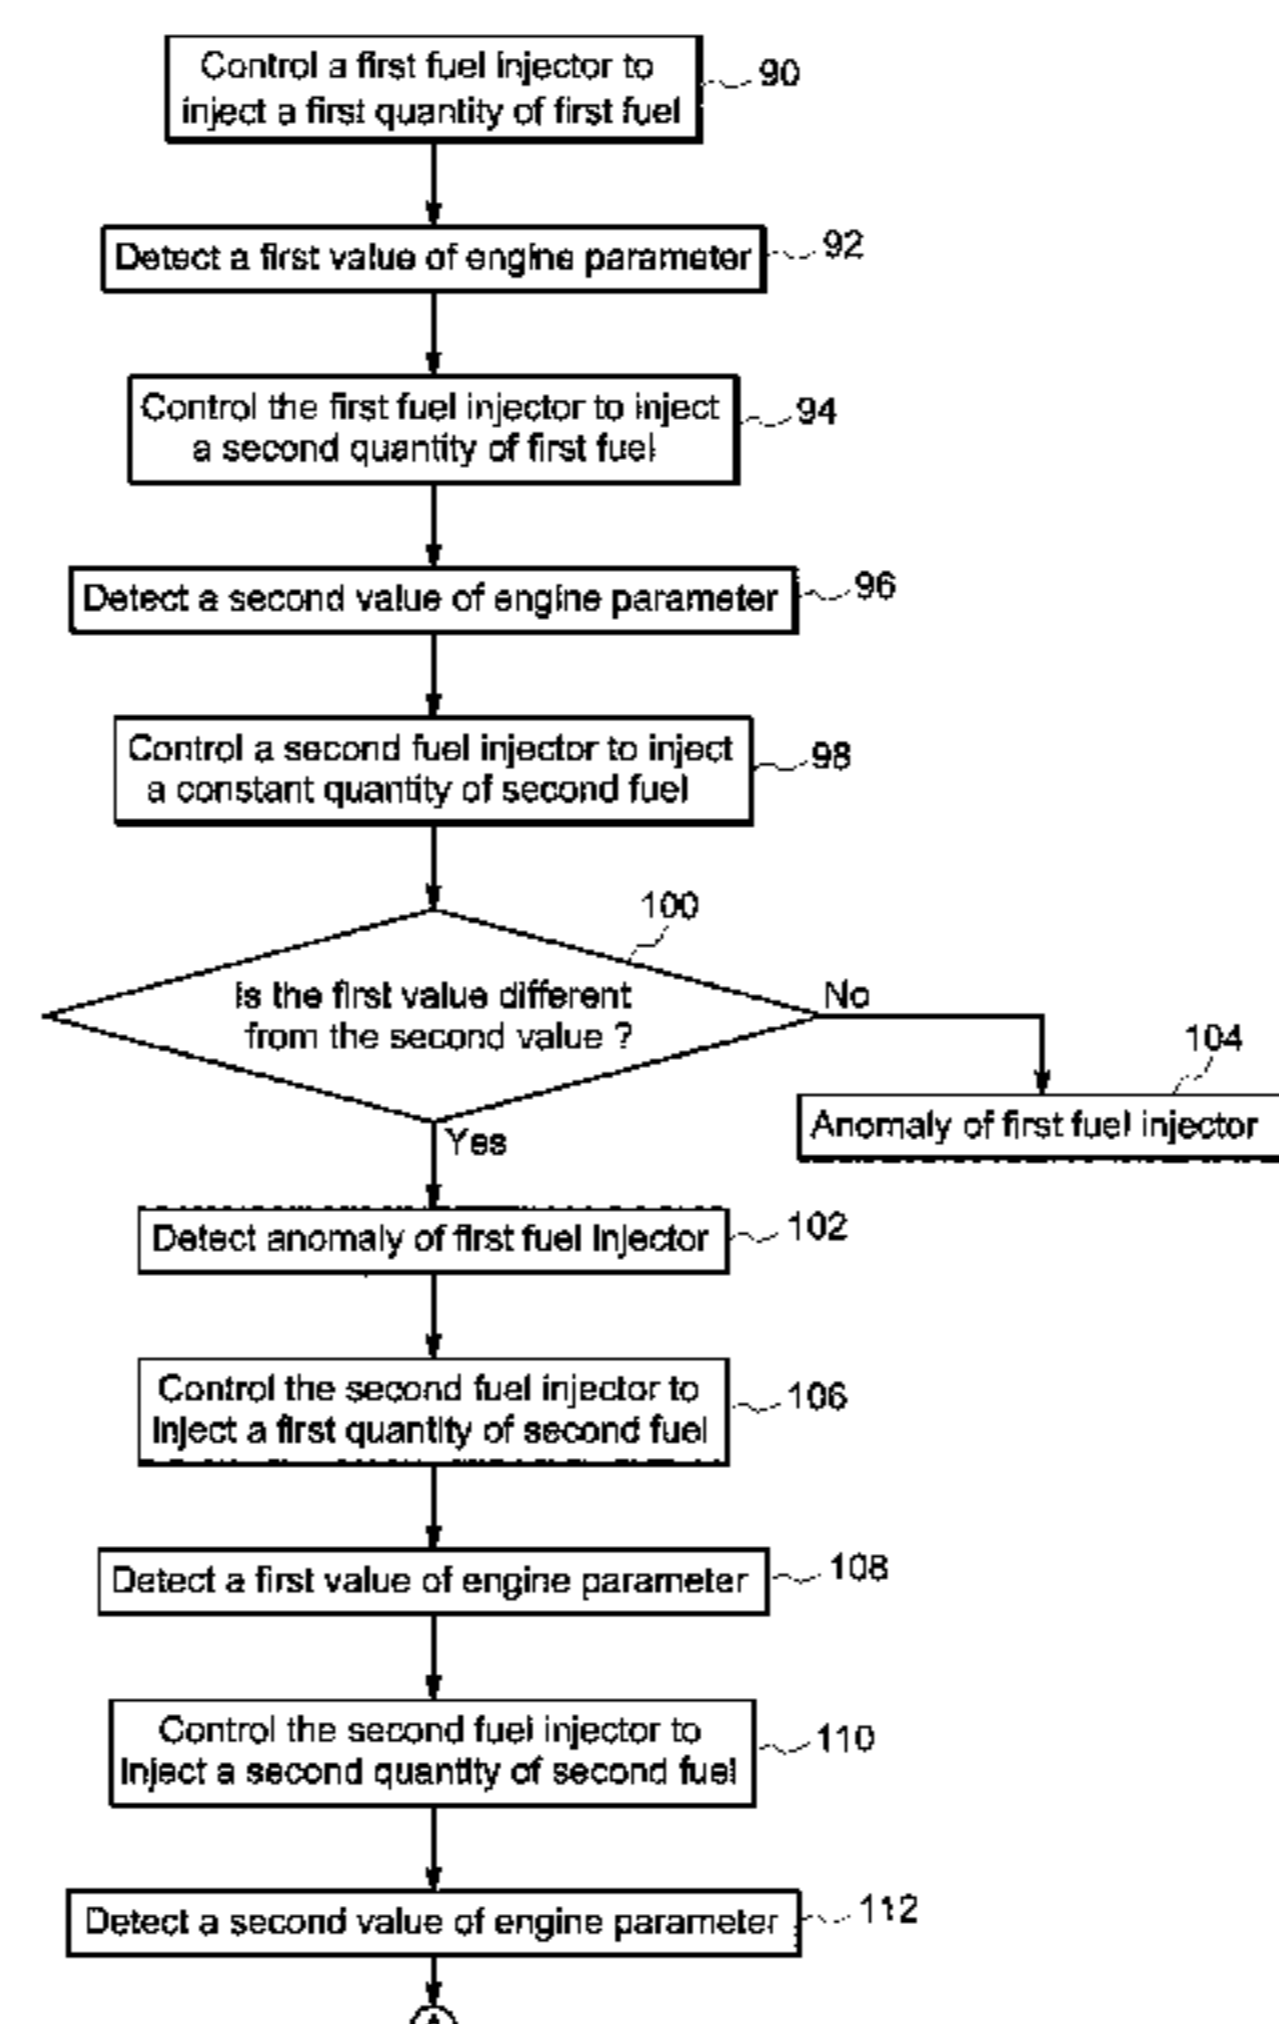 Control a first fuel injector to
inject a first quantity of first fuel
90
Detect a first value of engine parameter
92
Control the first fuel injector to inject
a second quantity of first fuel
94
Detect a second value of engine parameter
96
Control a second fuel injector to inject
a constant quantity of second fuel
98
100
Is the first value different
from the second value ?
No
104
Anomaly of first fuel injector
Yes
Detect anomaly of first fuel injector
102
Control the second fuel injector to
inject a first quantity of second fuel
106
Detect a first value of engine parameter
108
Control the second fuel injector to
inject a second quantity of second fuel
110
Detect a second value of engine parameter
112